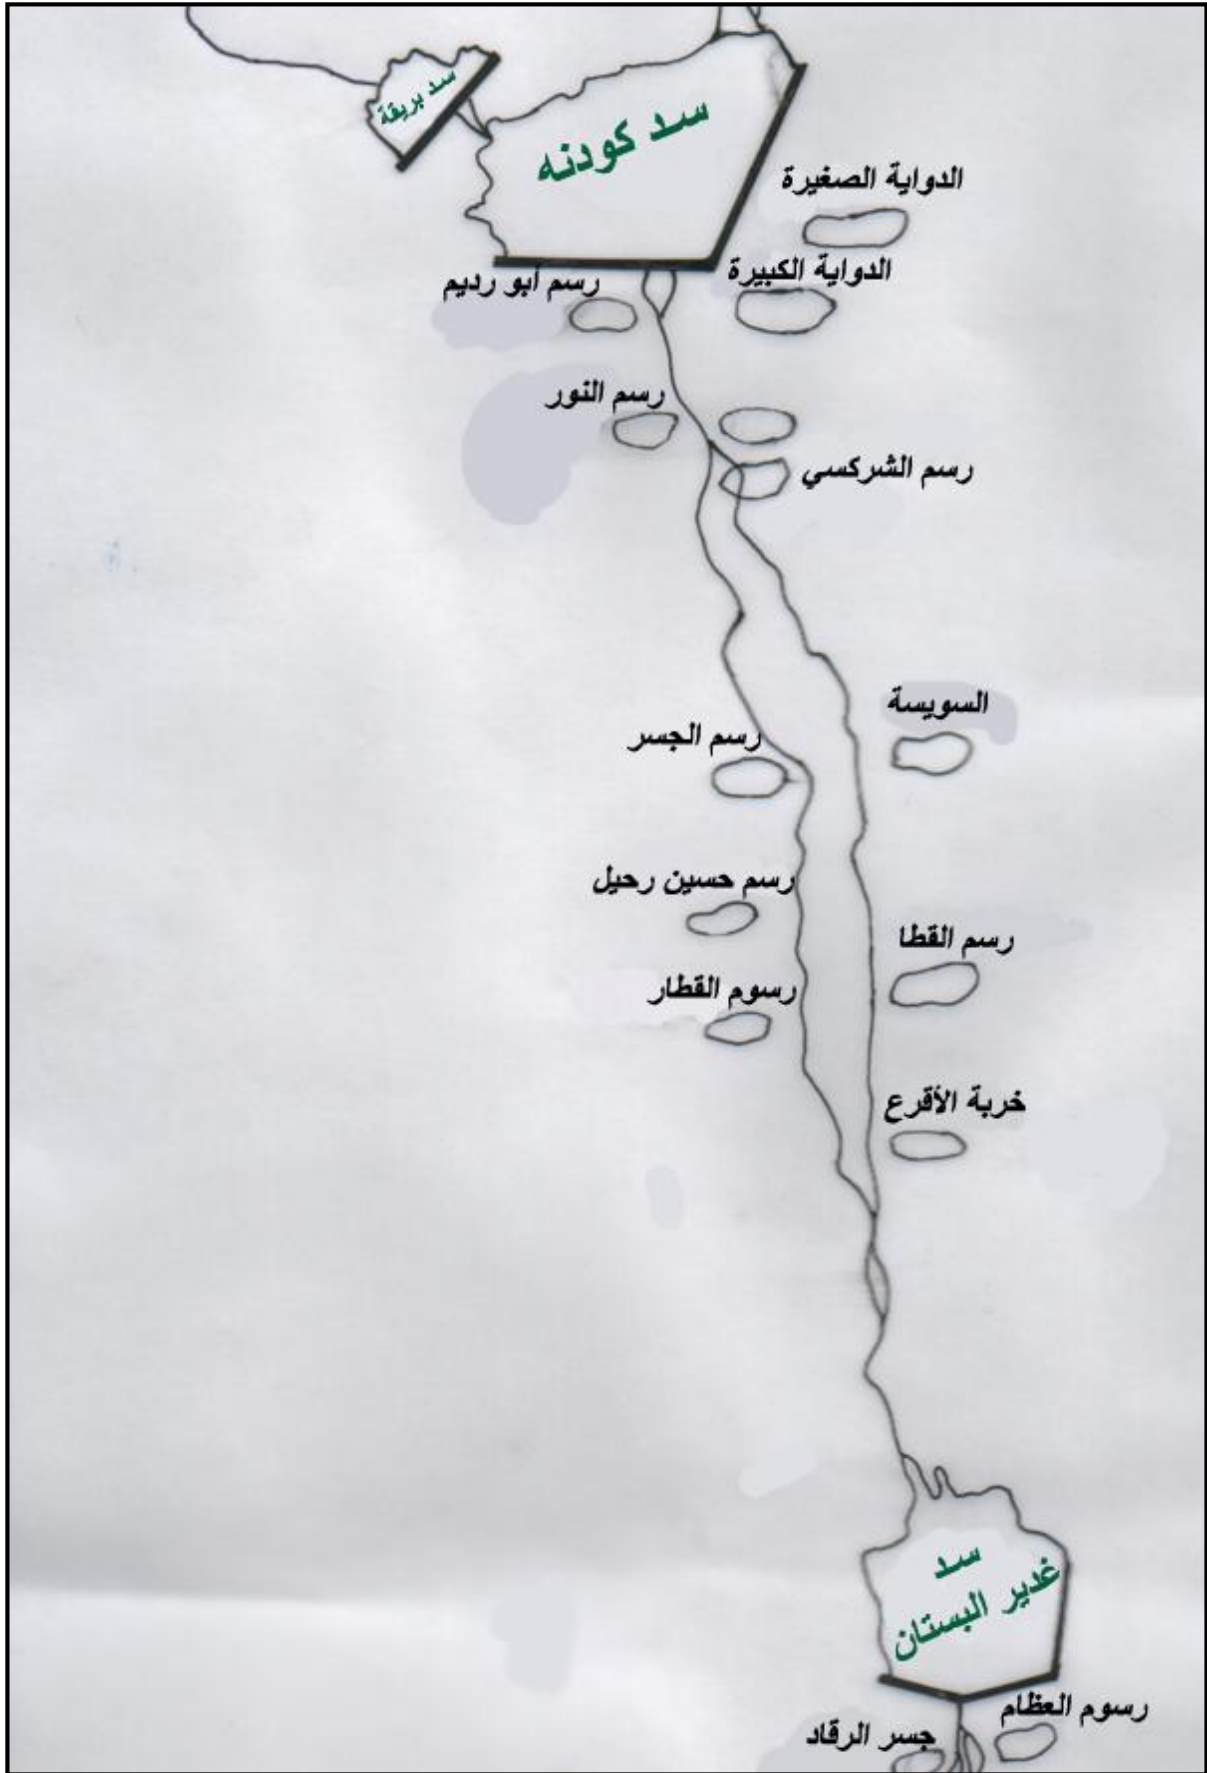 سد بريقة
سد كودنه
الدواية الصغيرة
الدواية الكبيرة
رسم أبو رديم
رسم النور
رسم الشركسي
السويسة
رسم الجسر
رسم حسين رحيل
رسم القطا
رسوم القطار
خربة الأقرع
سد
غدير البستان
رسوم العظام
جسر الرقاد